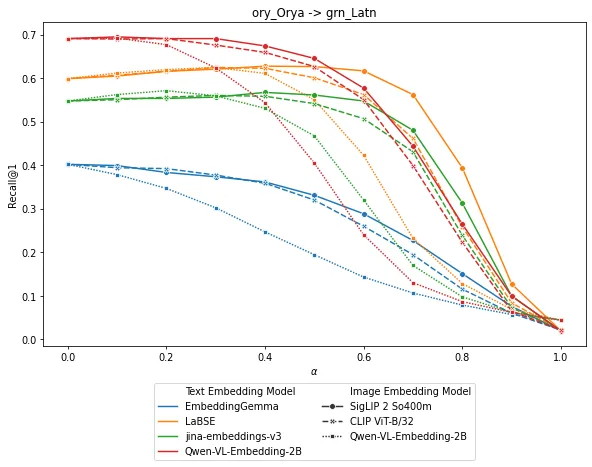 ory_Orya -> grn_Latn
0.7
0.6
0.5
0.4
0.3
0.2
0.1
0.0
Recall@1
0.0 0.2 0.4 0.6 0.8 1.0
α
Text Embedding Model Image Embedding Model
EmbeddingGemma SigLIP 2 So400m
LaBSE CLIP ViT-B/32
jina-embeddings-v3 Qwen-VL-Embedding-2B
Qwen-VL-Embedding-2B